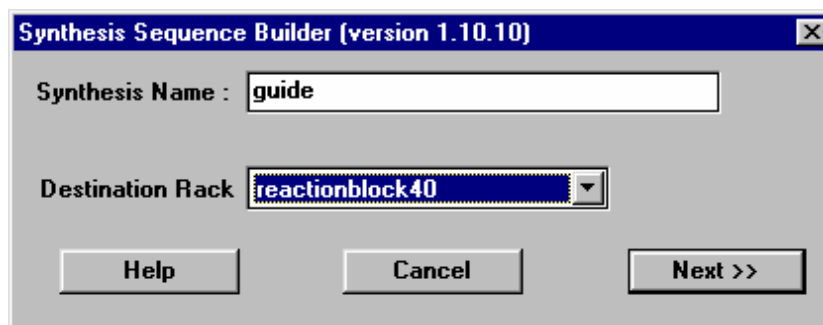 Synthesis Sequence Builder (version 1.10.10)
Synthesis Name : guide
Destination Rack reactionblock40
Help Cancel Next >>